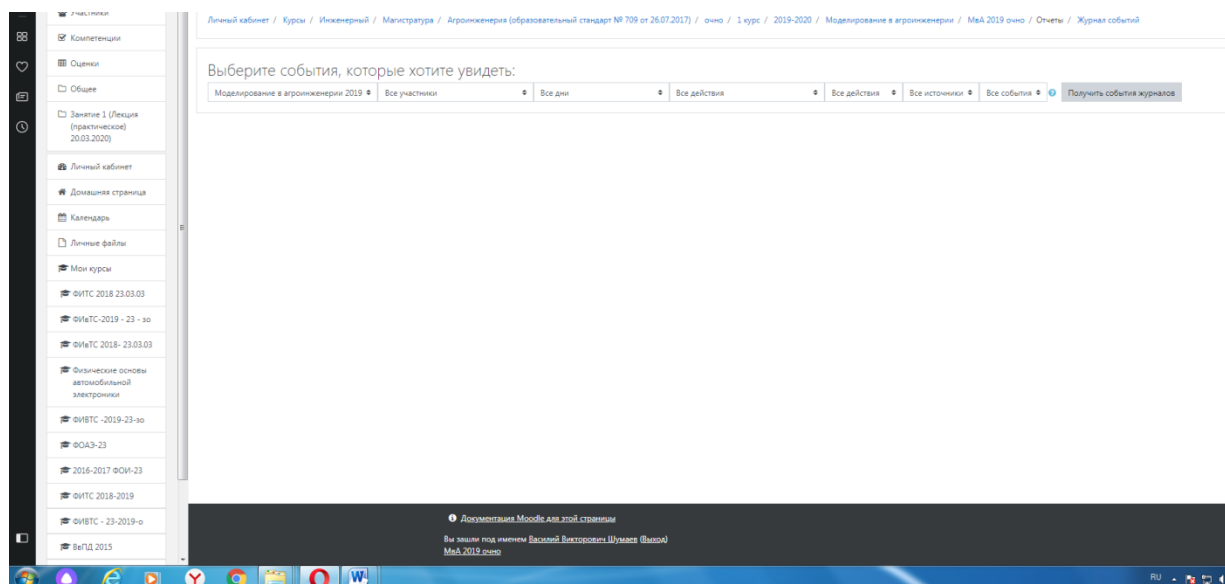 Участники
Компетенции
Оценки
Общее
Занятие 1 (Лекция
(практическое)
20.03.2020)
Личный кабинет
Домашняя страница
Календарь
Личные файлы
Мои курсы
ФИТС 2018 23.03.03
ФИвТС-2019 - 23 - зо
ФИвТС 2018- 23.03.03
Физические основы
автомобильной
электроники
ФИВТС -2019-23-зо
ФОАЭ-23
2016-2017 ФОИ-23
ФИТС 2018-2019
ФИВТС - 23-2019-о
ВвПД 2015
Личный кабинет / Курсы / Инженерный / Магистратура / Агроинженерия (образовательный стандарт № 709 от 26.07.2017) / очно / 1 курс / 2019-2020 / Моделирование в агроинженерии / МвА 2019 очно / Отчеты / Журнал событий
Выберите события, которые хотите увидеть:
Моделирование в агроинженерии 2019 Все участники Все дни Все действия Все действия Все источники Все события Получить события журналов
Документация Moodle для этой страницы
Вы зашли под именем Василий Викторович Шумаев (Выход)
МвА 2019 очно
RU